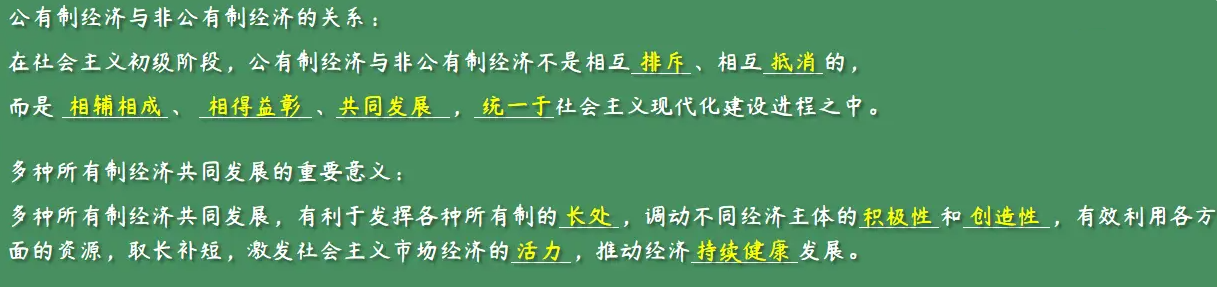 公有制经济与非公有制经济的关系：
在社会主义初级阶段，公有制经济与非公有制经济不是相互排斥、相互抵消的，
而是 相辅相成、 相得益彰、共同发展 ，统一于社会主义现代化建设进程之中。
多种所有制经济共同发展的重要意义：
多种所有制经济共同发展，有利于发挥各种所有制的长处，调动不同经济主体的积极性和创造性，有效利用各方
面的资源，取长补短，激发社会主义市场经济的活力，推动经济持续健康发展。